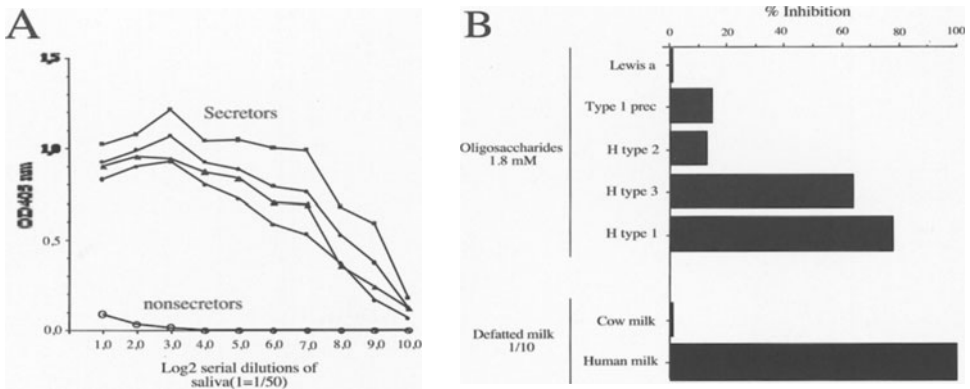 A
1,5
1,0
0,5
0,0
OD405 nm
Secretors
nonsecretors
1,0 2,0 3,0 4,0 5,0 6,0 7,0 8,0 9,0 10,0
Log2 serial dilutions of
saliva(1=1/50)
B
% Inhibition
0 20 40 60 80 100
Oligosaccharides
1.8 mM
Lewis a
Type 1 prec
H type 2
H type 3
H type 1
Defatted milk
1/10
Cow milk
Human milk